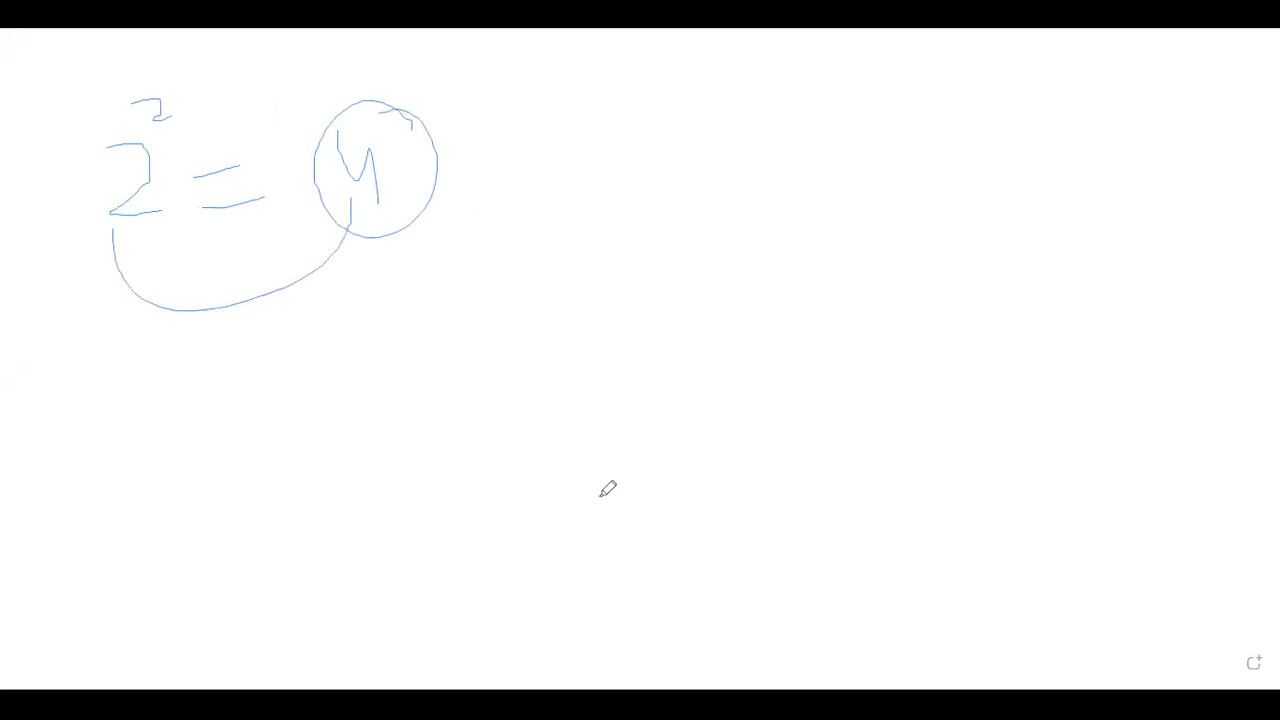 2² = 4